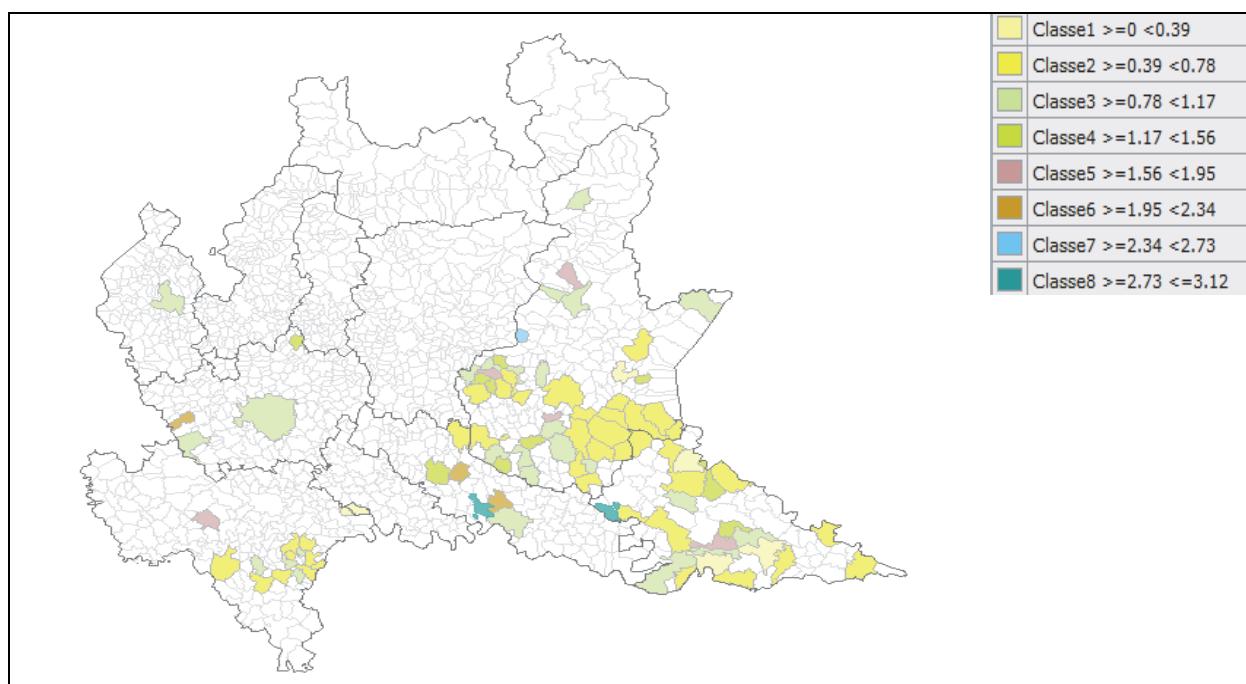 Classe1 >=0 <0.39
Classe2 >=0.39 <0.78
Classe3 >=0.78 <1.17
Classe4 >=1.17 <1.56
Classe5 >=1.56 <1.95
Classe6 >=1.95 <2.34
Classe7 >=2.34 <2.73
Classe8 >=2.73 <=3.12